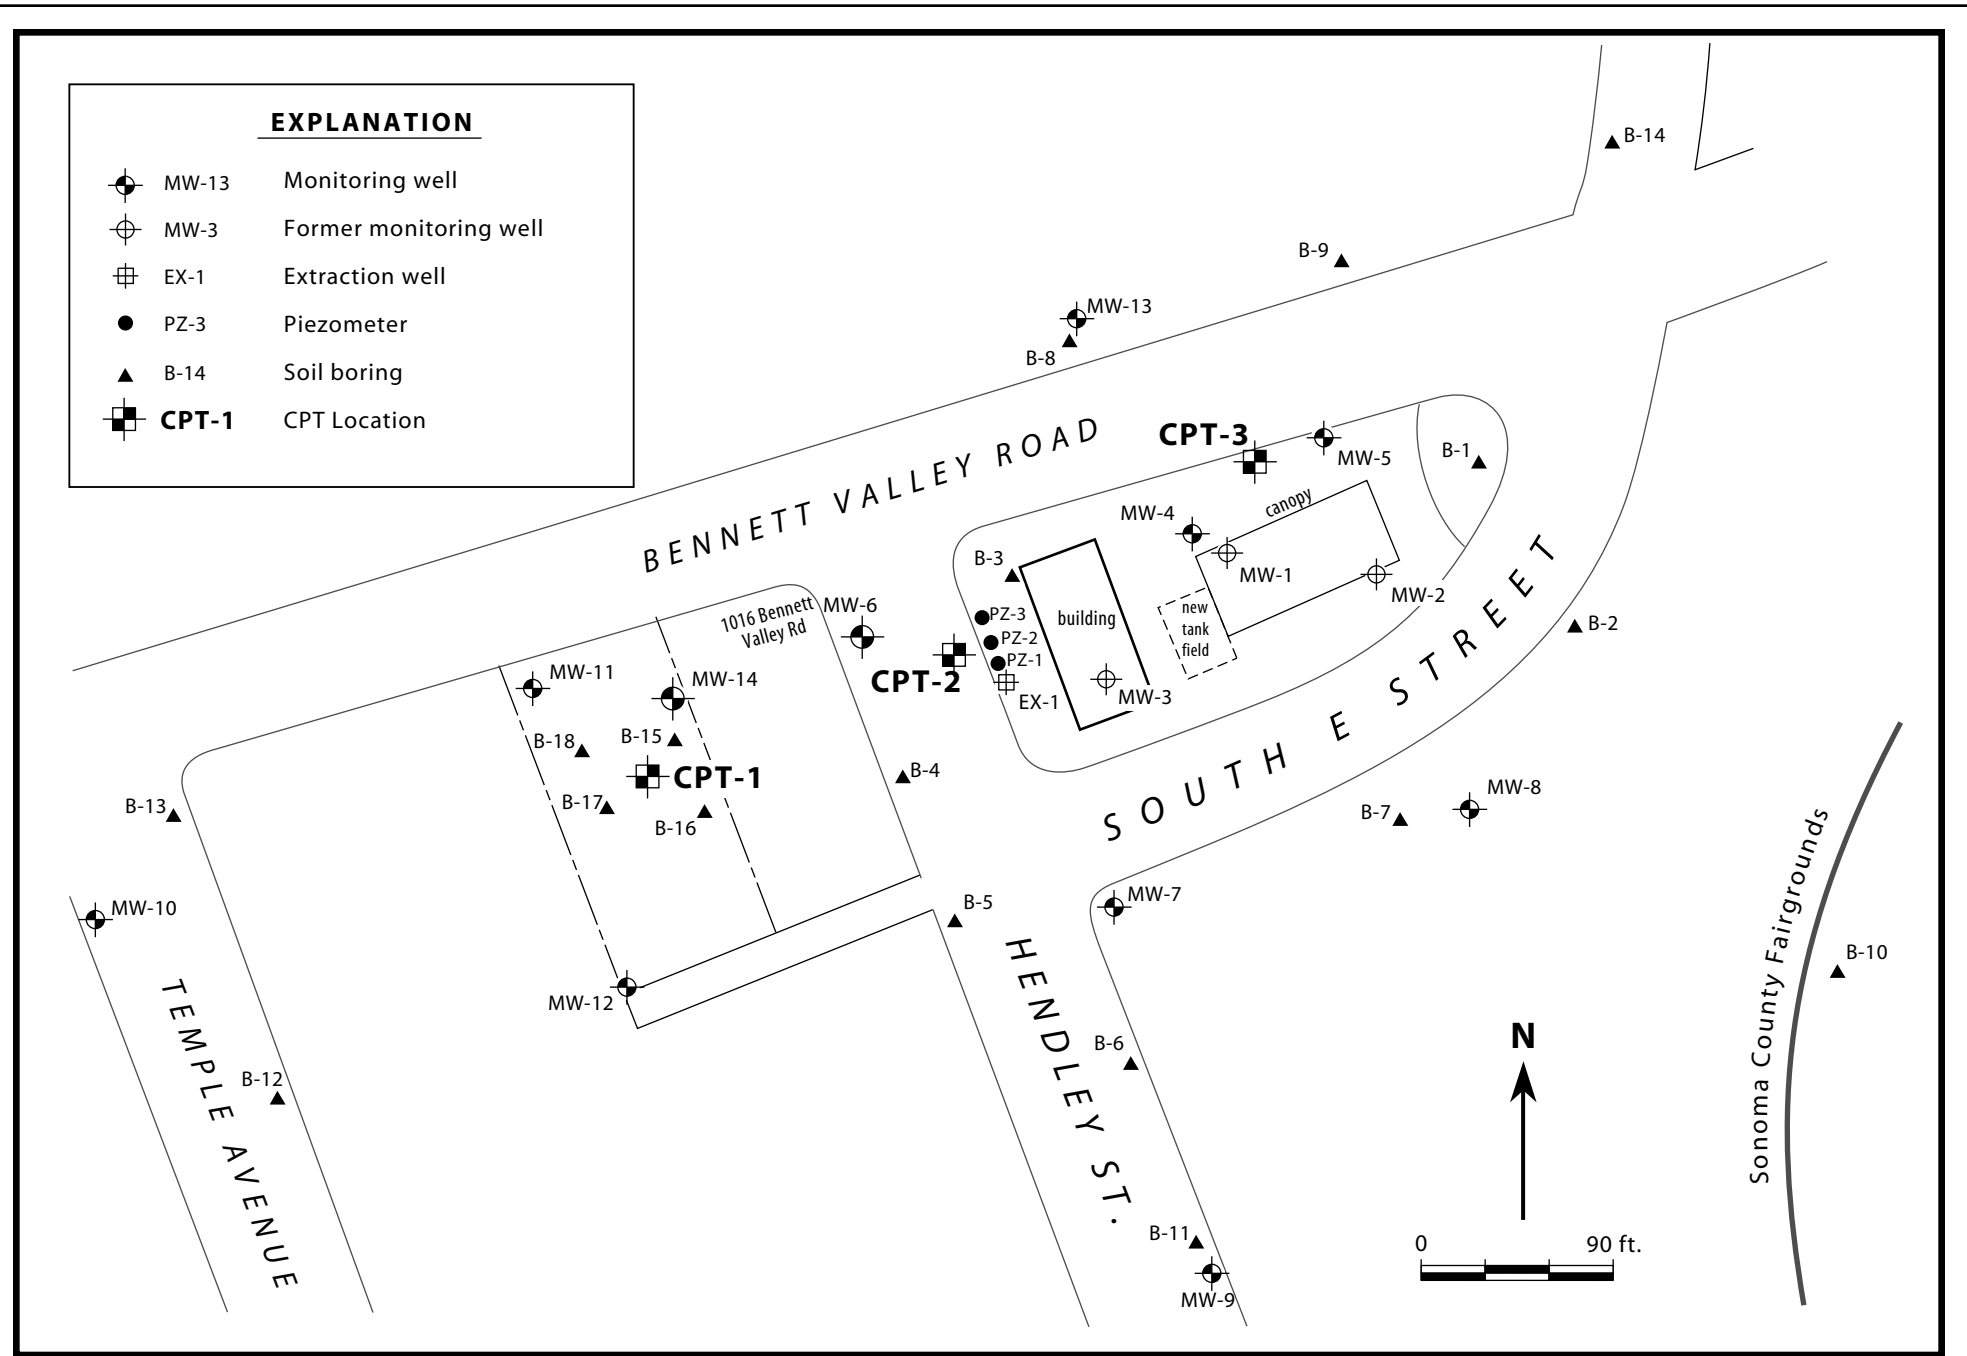 EXPLANATION
MW-13 Monitoring well
MW-3 Former monitoring well
EX-1 Extraction well
PZ-3 Piezometer
B-14 Soil boring
CPT-1 CPT Location
B-14
B-9
MW-13
B-8
BENNETT VALLEY ROAD
CPT-3
MW-5
B-1
canopy
MW-4
MW-1
MW-2
B-3
building
new
tank
field
PZ-3
PZ-2
PZ-1
EX-1
MW-3
SOUTH E STREET
B-2
1016 Bennett
Valley Rd
MW-6
CPT-2
MW-11
MW-14
B-18
B-15
CPT-1
B-17
B-16
B-4
B-13
MW-10
MW-12
B-5
MW-7
B-7
MW-8
Sonoma County Fairgrounds
B-10
TEMPLE AVENUE
B-12
HENDLEY ST.
B-6
B-11
MW-9
N
0 90 ft.